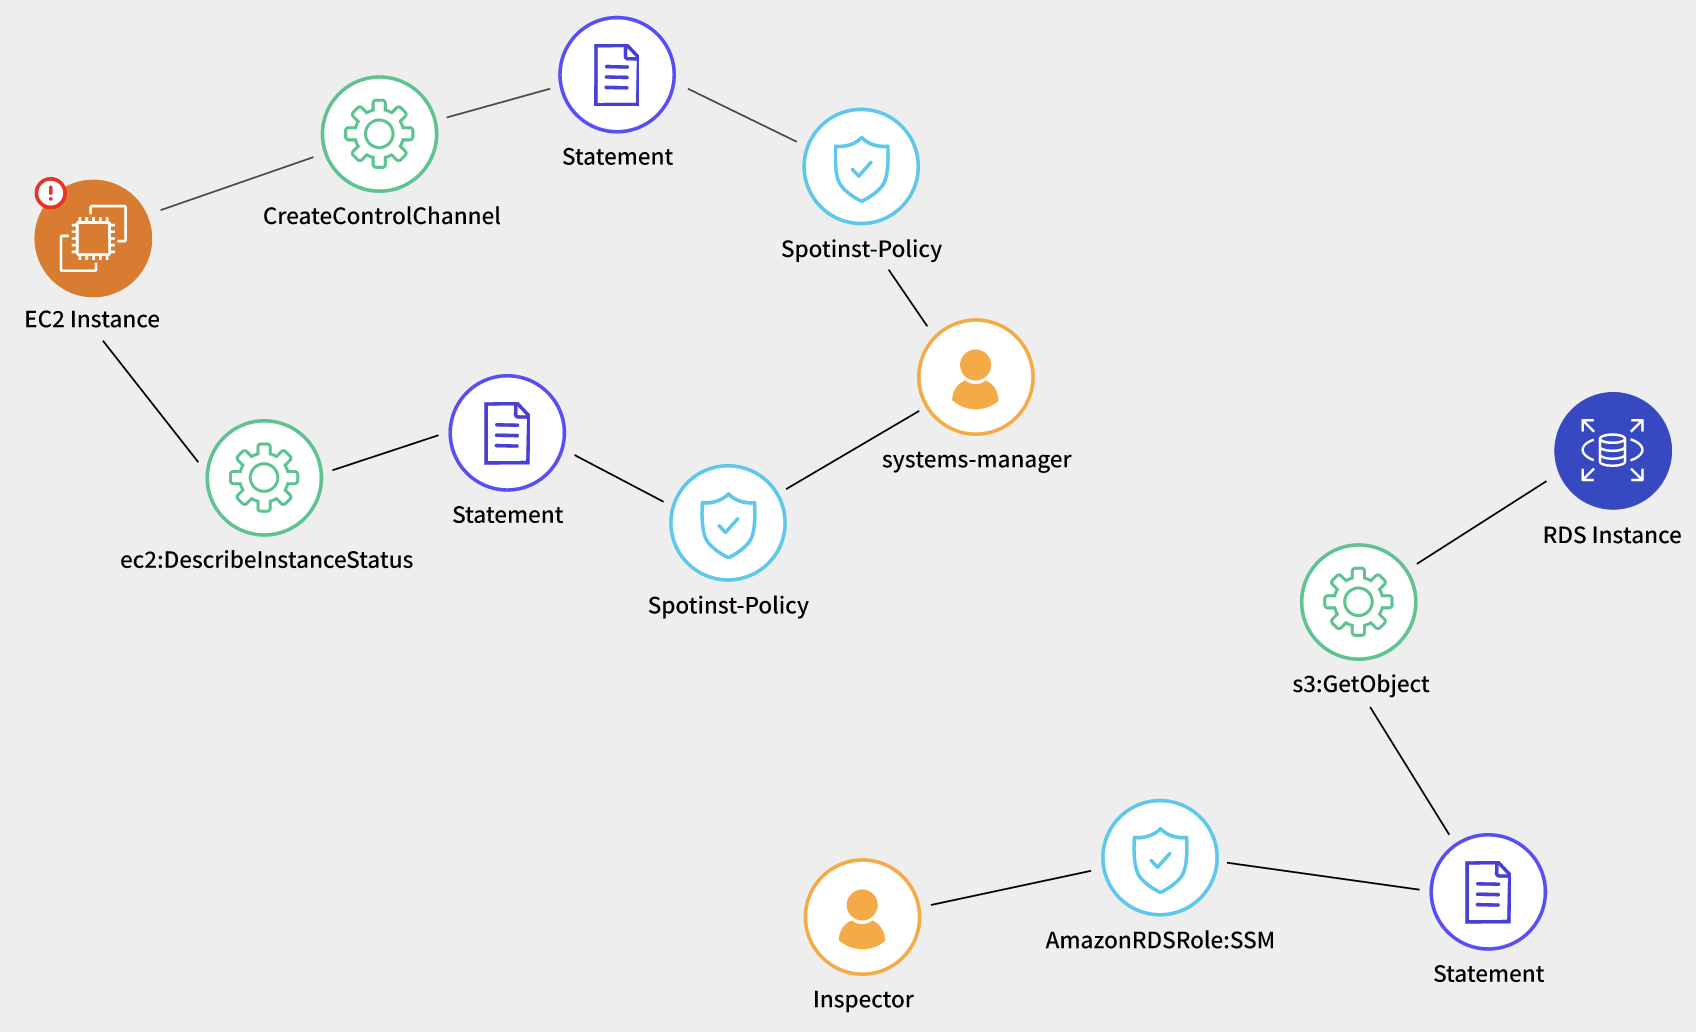 Statement
CreateControlChannel
Spotinst-Policy
EC2 Instance
systems-manager
Statement
RDS Instance
ec2:DescribeInstanceStatus
Spotinst-Policy
s3:GetObject
AmazonRDSRole:SSM
Statement
Inspector